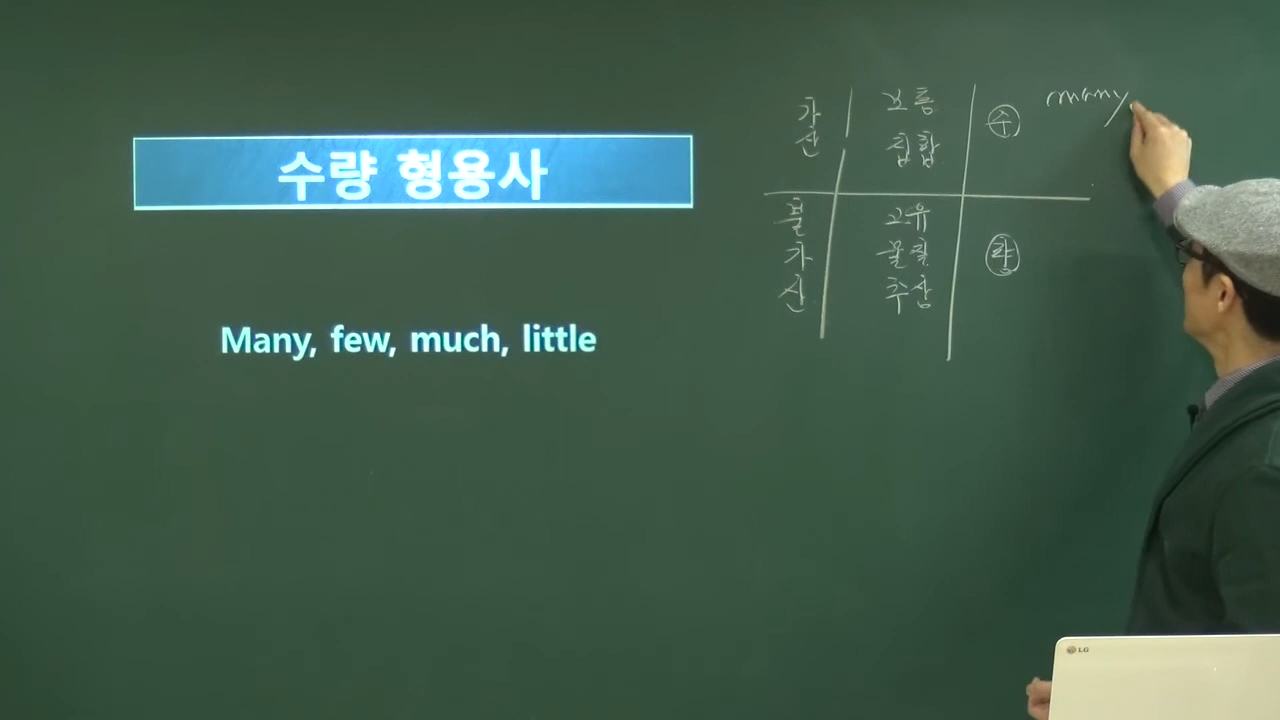 수량 형용사
Many, few, much, little
가산
보통
집합
수
many
불가산
고유
물질
추상
량
LG